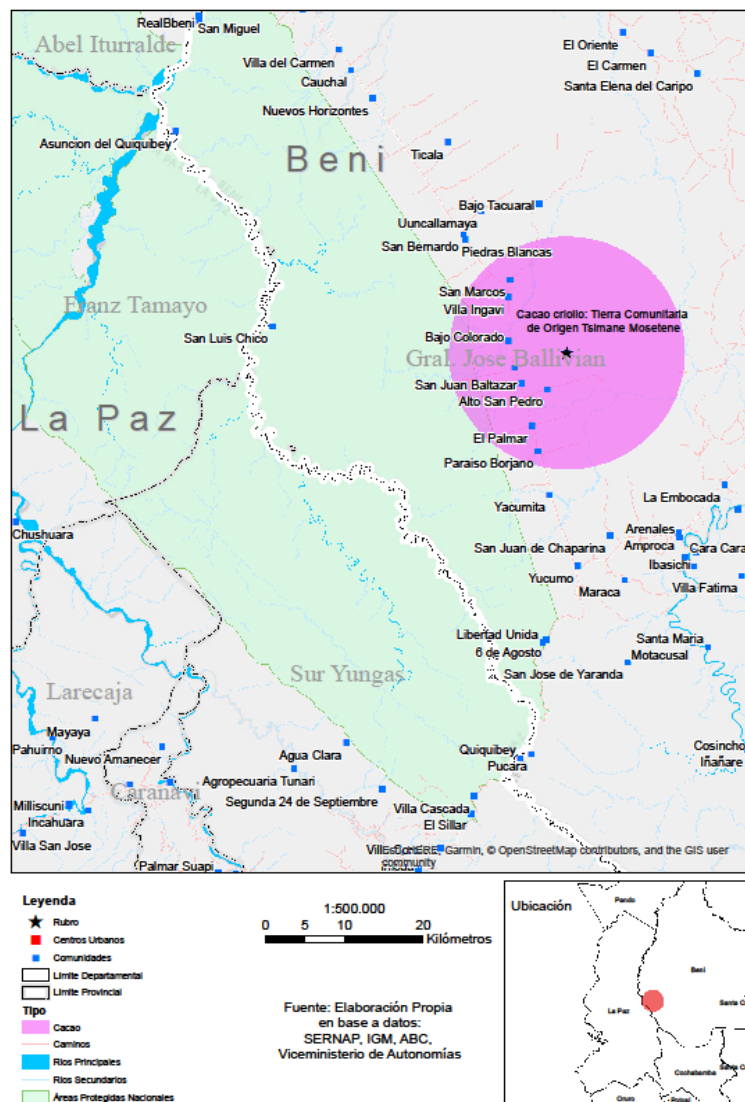 RealBbeni
San Miguel
Abel Iturralde
Villa del Carmen
Cauchal
El Oriente
El Carmen
Santa Elena del Caripo
Nuevos Horizontes
Asuncion del Quiquibey
Beni
Ticala
Bajo Tacuaral
Uuncallamaya
San Bernardo
Piedras Blancas
Franz Tamayo
San Marcos
Villa Ingavi
Cacao criollo: Tierra Comunitaria
de Origen Tsimane Mosetene
San Luis Chico
Bajo Colorado
Gral. Jose Ballivian
San Juan Baltazar
Alto San Pedro
La Paz
El Palmar
Paraiso Borjano
La Embocada
Yacumita
Chushuara
Arenales
San Juan de Chaparina
Amproca
Cara Cara
Ibasichi
Yucumo
Maraca
Villa Fatima
Libertad Unida
6 de Agosto
Santa Maria
Motacusal
San Jose de Yaranda
Sur Yungas
Larecaja
Mayaya
Pahuirno
Nuevo Amanecer
Agua Clara
Quiquibey
Pucara
Cosincho
Iñañare
Caranavi
Agropecuaria Tunari
Segunda 24 de Septiembre
Milliscuni
Incahuara
Villa Cascada
El Sillar
Villa San Jose
Palmar Suapi
HERE, Garmin, © OpenStreetMap contributors, and the GIS user
community
Leyenda
Rubro
Centros Urbanos
Comunidades
Limite Departamental
Limite Provincial
Tipo
Cacao
Caminos
Rios Principales
Rios Secundarios
Áreas Protegidas Nacionales
1:500.000
0 5 10 20
Kilómetros
Fuente: Elaboración Propia
en base a datos:
SERNAP, IGM, ABC,
Viceministerio de Autonomías
Ubicación
Pando
Beni
La Paz
Cochabamba
Oruro
Potosi